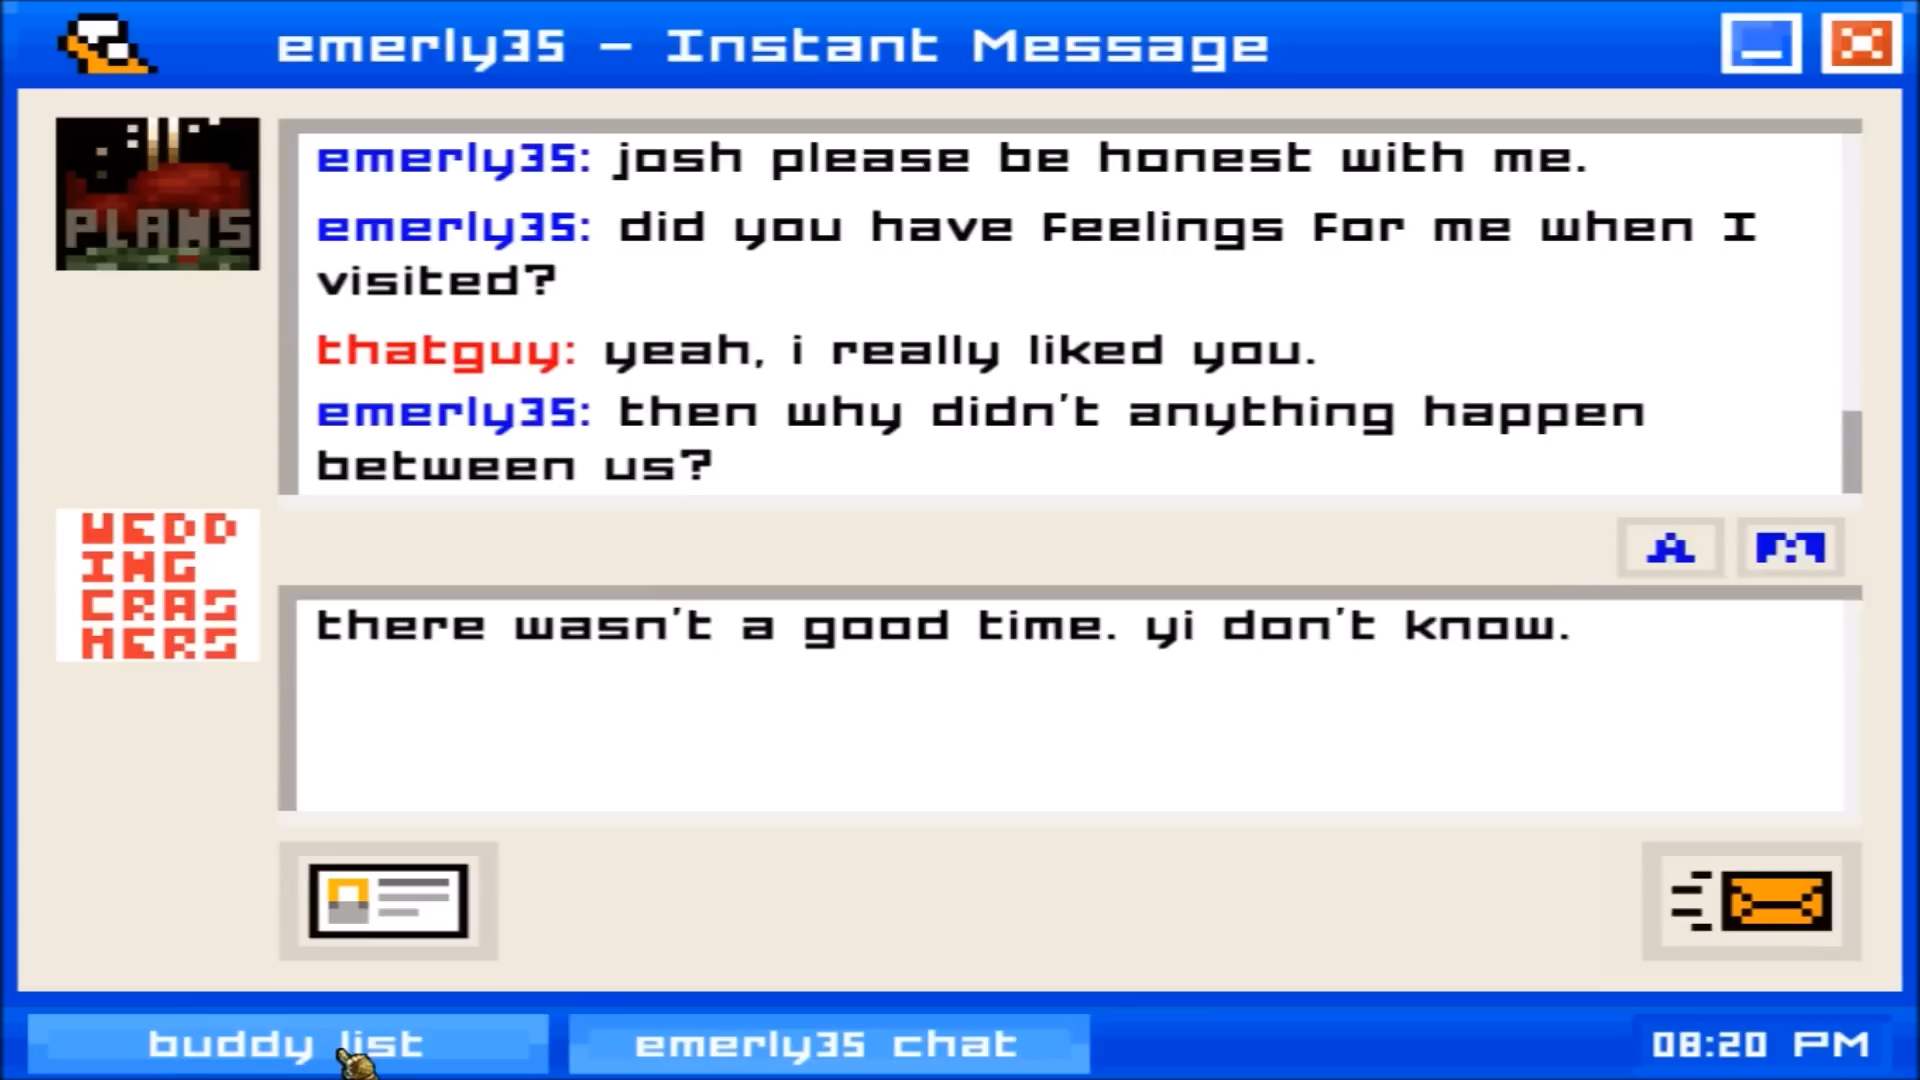 emerly35 - Instant Message
PLANS
emerly35: josh please be honest with me.
emerly35: did you have feelings for me when I
visited?
thatguy: yeah, i really liked you.
emerly35: then why didn't anything happen
between us?
WEDD
ING
CRAS
HERS
A
there wasn't a good time. yi don't know.
buddy list
emerly35 chat
08:20 PM